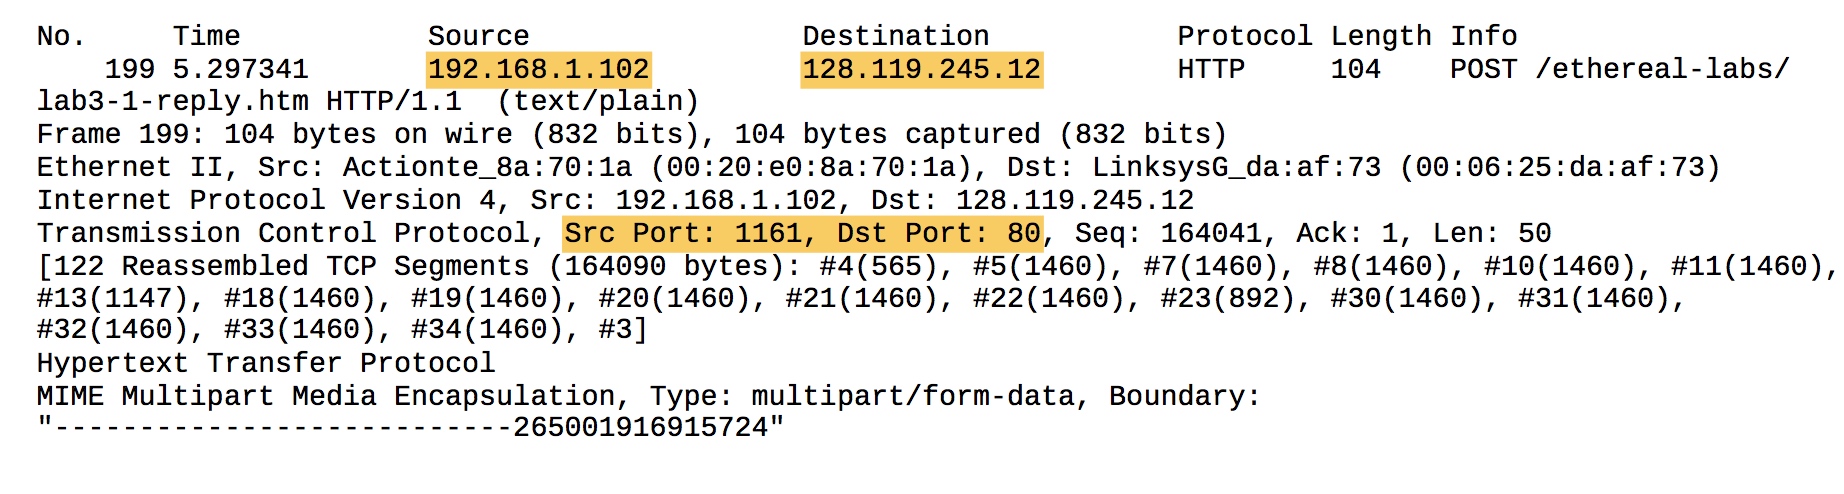 No. Time Source Destination Protocol Length Info
199 5.297341 192.168.1.102 128.119.245.12 HTTP 104 POST /ethereal-labs/
lab3-1-reply.htm HTTP/1.1 (text/plain)
Frame 199: 104 bytes on wire (832 bits), 104 bytes captured (832 bits)
Ethernet II, Src: Actionte_8a:70:1a (00:20:e0:8a:70:1a), Dst: LinksysG_da:af:73 (00:06:25:da:af:73)
Internet Protocol Version 4, Src: 192.168.1.102, Dst: 128.119.245.12
Transmission Control Protocol, Src Port: 1161, Dst Port: 80, Seq: 164041, Ack: 1, Len: 50
[122 Reassembled TCP Segments (164090 bytes): #4(565), #5(1460), #7(1460), #8(1460), #10(1460), #11(1460),
#13(1147), #18(1460), #19(1460), #20(1460), #21(1460), #22(1460), #23(892), #30(1460), #31(1460),
#32(1460), #33(1460), #34(1460), #3]
Hypertext Transfer Protocol
MIME Multipart Media Encapsulation, Type: multipart/form-data, Boundary:
"---------------------------265001916915724"